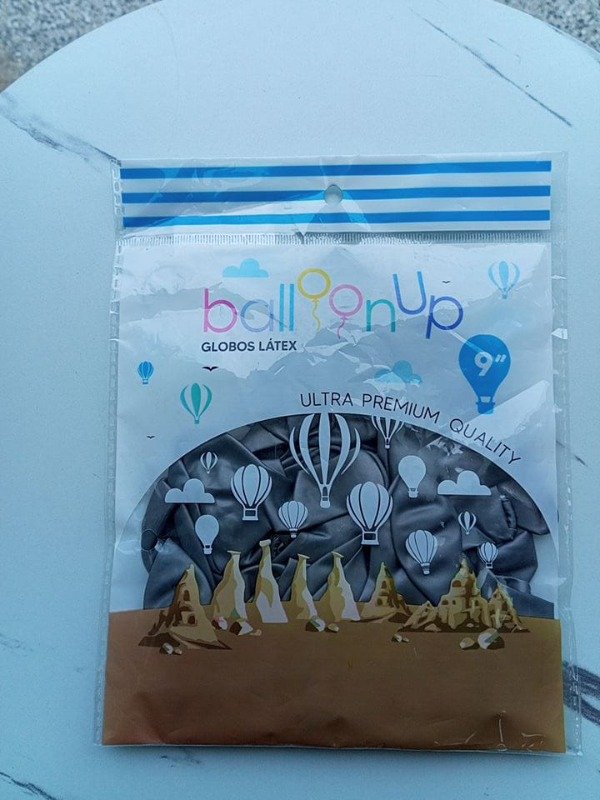 balloonUp
GLOBOS LÁTEX
9"
ULTRA PREMIUM QUALITY